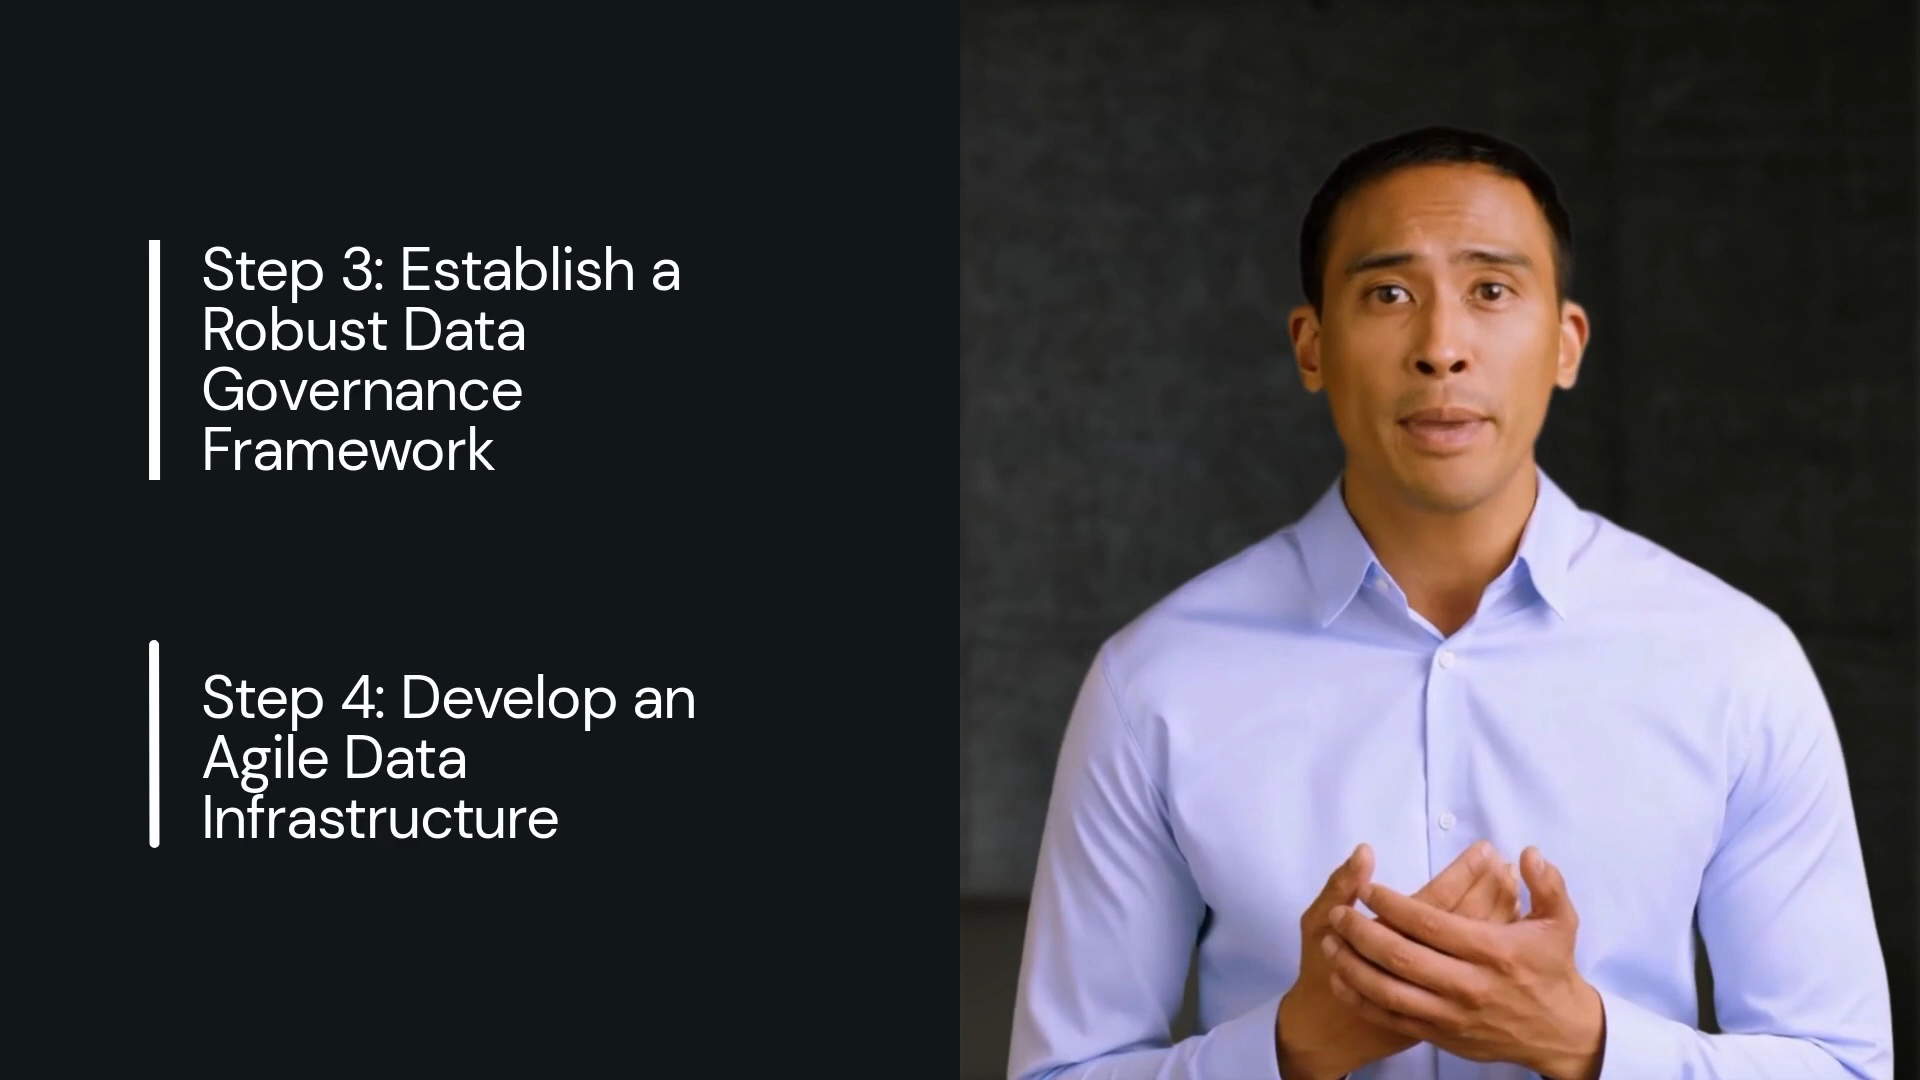 Step 3: Establish a
Robust Data
Governance
Framework
Step 4: Develop an
Agile Data
Infrastructure